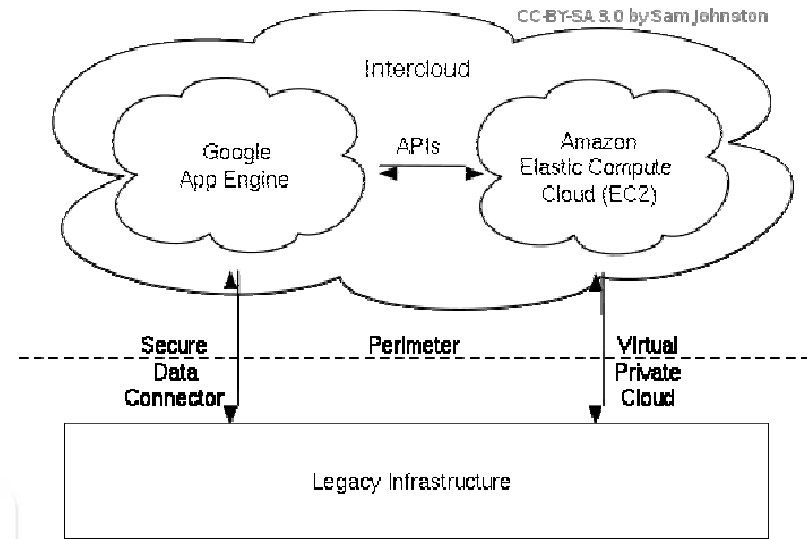 CC-BY-SA 3.0 by Sam Johnston
Intercloud
Google
App Engine
APIs
Amazon
Elastic Compute
Cloud (EC2)
Secure
Data
Connector
Perimeter
Virtual
Private
Cloud
Legacy Infrastructure